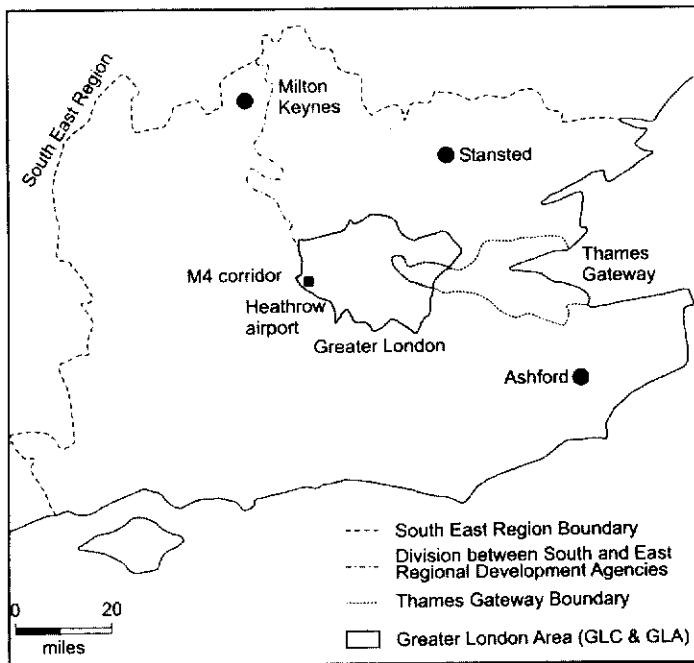 South East Region
Milton
Keynes
Stansted
M4 corridor
Heathrow
airport
Greater London
Thames
Gateway
Ashford
South East Region Boundary
Division between South and East
Regional Development Agencies
Thames Gateway Boundary
Greater London Area (GLC & GLA)
0 20
miles